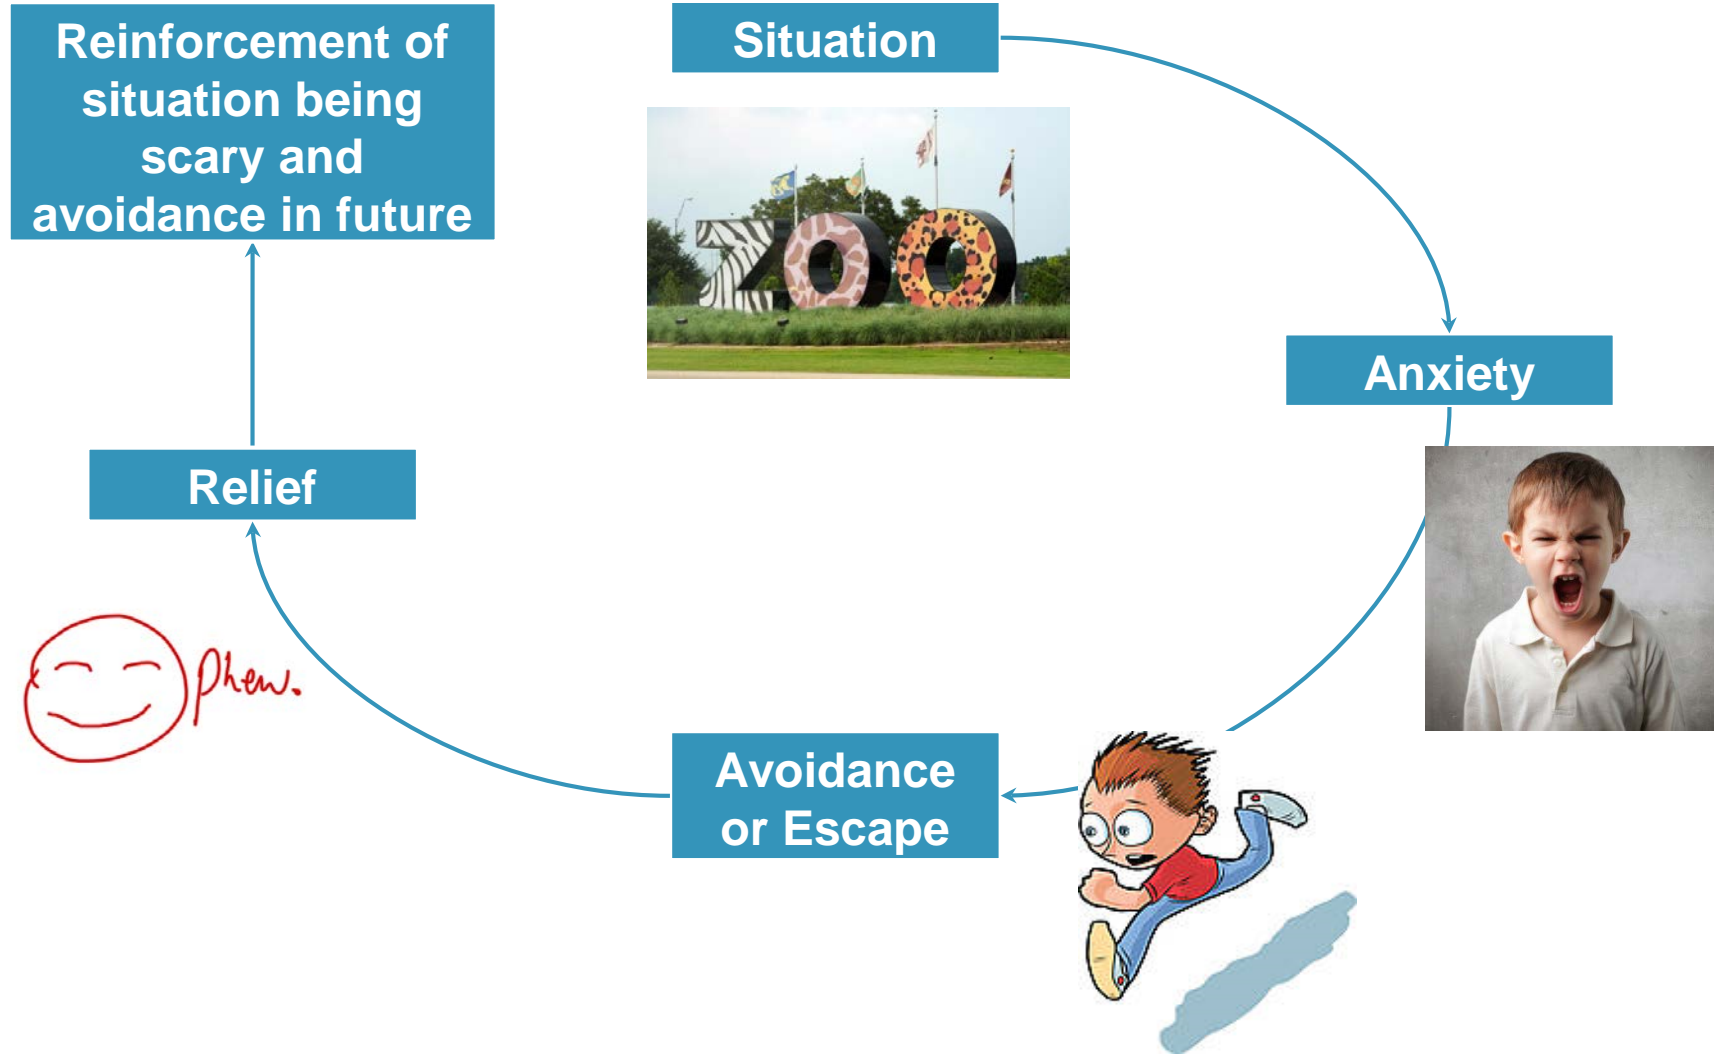 Reinforcement of
situation being
scary and
avoidance in future
Situation
ZOO
Anxiety
Relief
phew.
Avoidance
or Escape